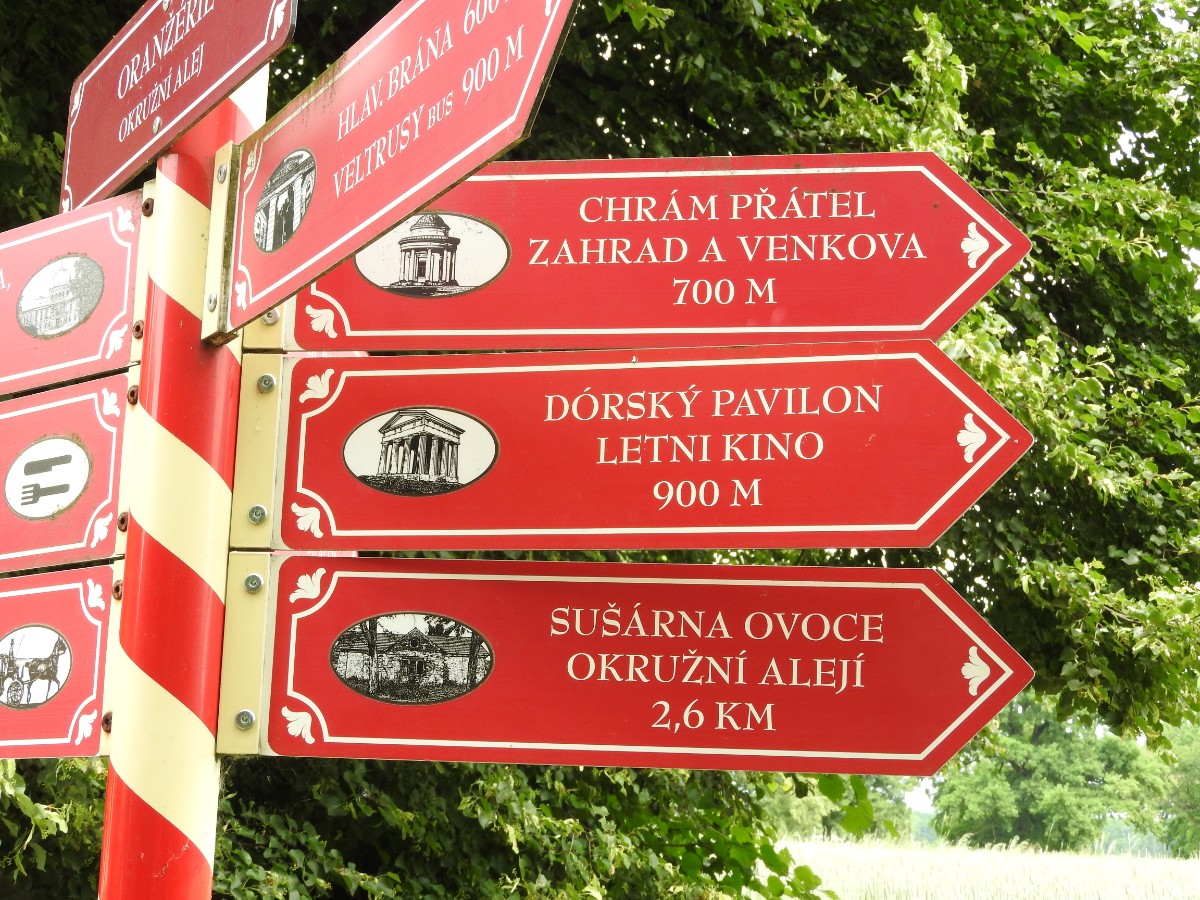 ORANŽÉRIE
OKRUŽNÍ ALEJ
HLAV. BRÁNA
VELTRUSY BUS 900 M
CHRÁM PŘÁTEL
ZAHRAD A VENKOVA
700 M
DÓRSKÝ PAVILON
LETNI KINO
900 M
SUŠÁRNA OVOCE
OKRUŽNÍ ALEJÍ
2,6 KM